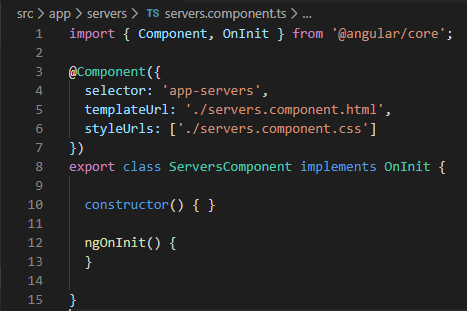 src > app > servers > TS servers.component.ts > ...
1 import { Component, OnInit } from '@angular/core';
2
3 @Component({
4   selector: 'app-servers',
5   templateUrl: './servers.component.html',
6   styleUrls: ['./servers.component.css']
7 })
8 export class ServersComponent implements OnInit {
9
10   constructor() { }
11
12   ngOnInit() {
13   }
14
15 }